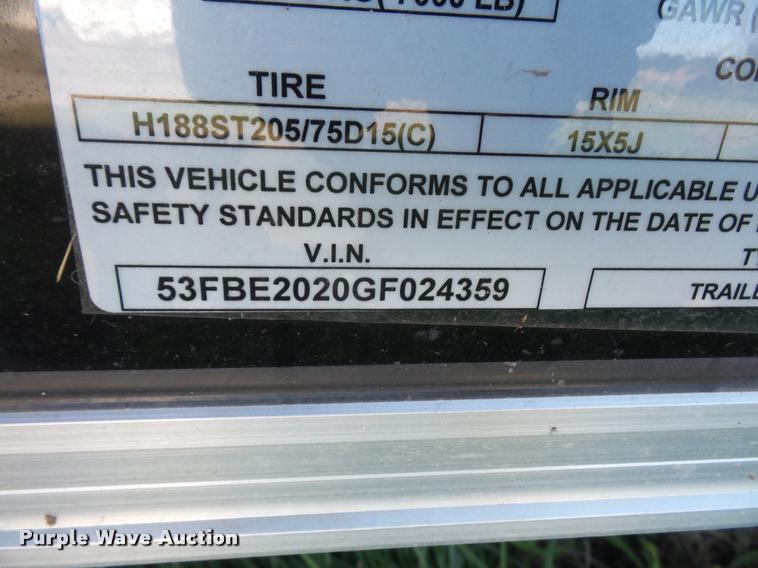 GAWR
TIRE
RIM
H188ST205/75D15(C)
15X5J
THIS VEHICLE CONFORMS TO ALL APPLICABLE U
SAFETY STANDARDS IN EFFECT ON THE DATE OF
V.I.N.
53FBE2020GF024359
TRAILE
Purple Wave Auction